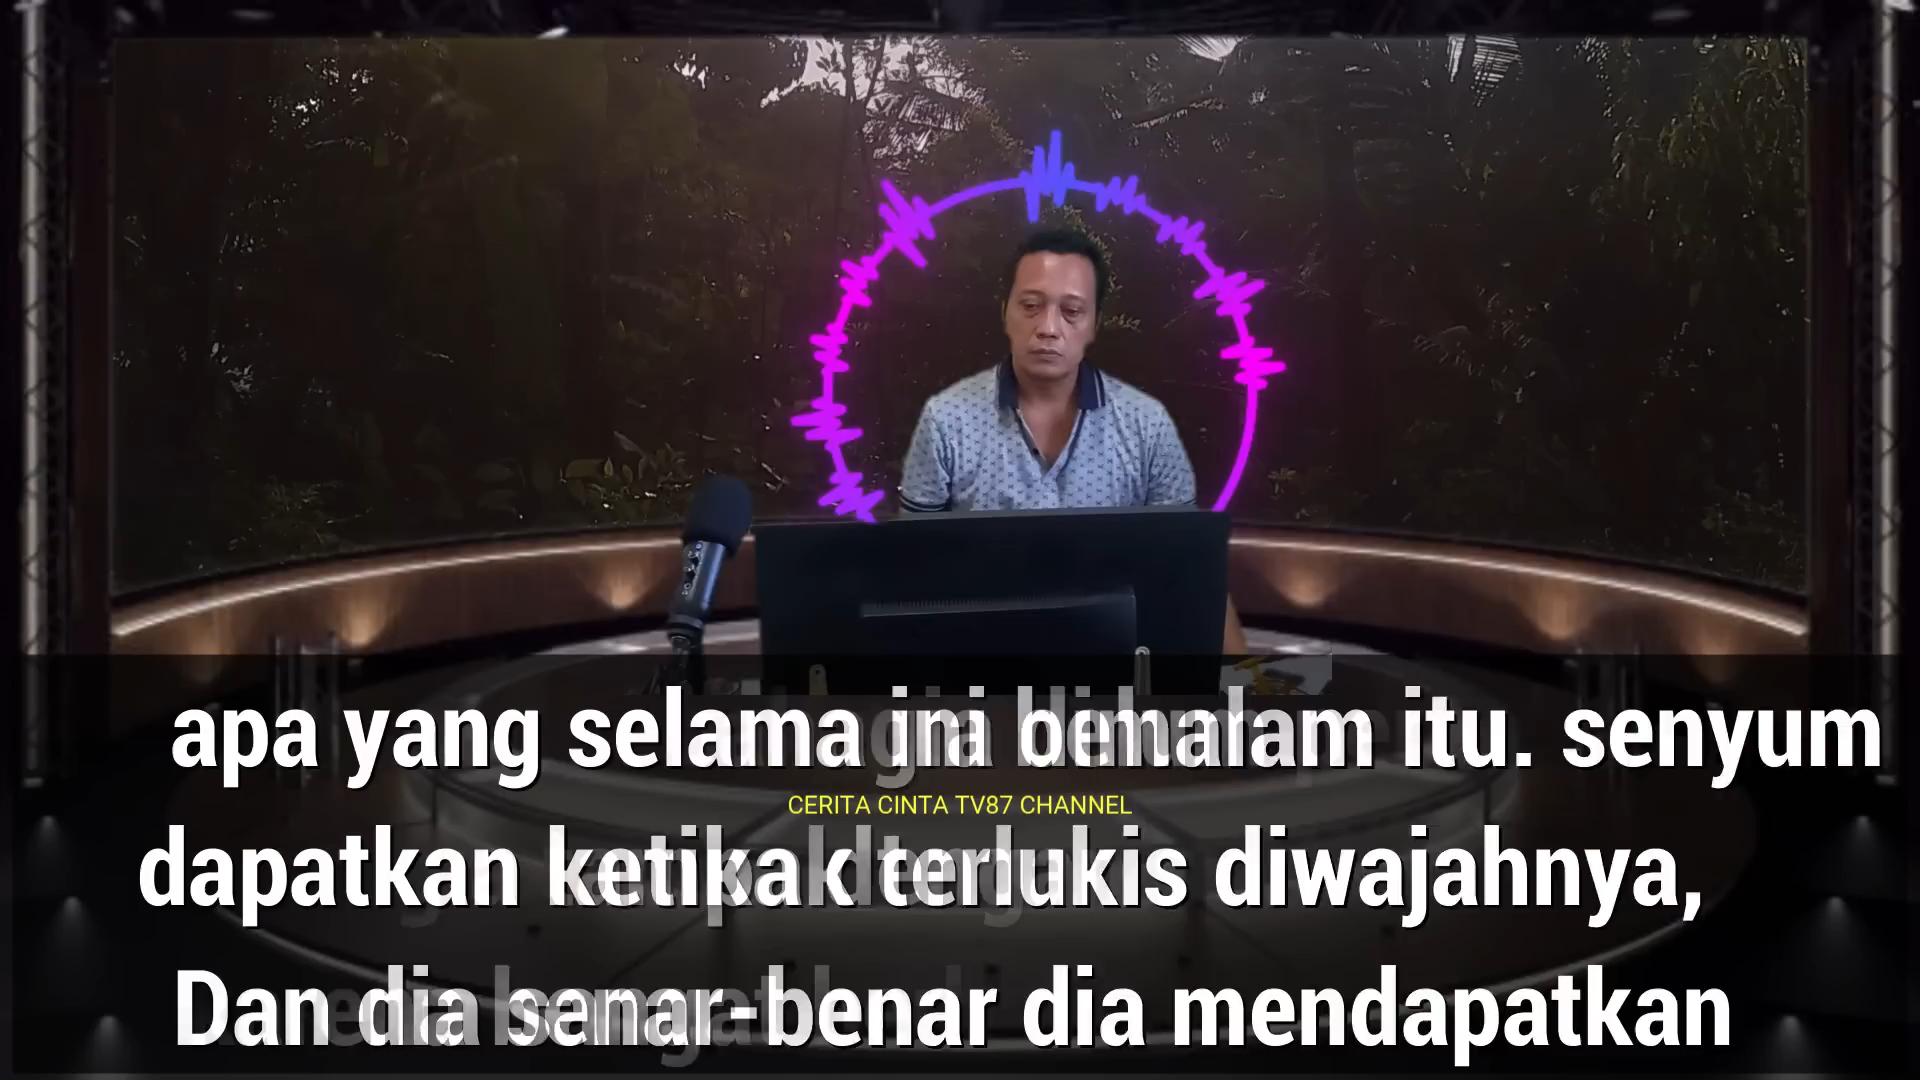 apa yang selama ini malam itu. senyum
CERITA CINTA TV87 CHANNEL
dapatkan ketika terlukis diwajahnya,
Dan dia benar-benar dia mendapatkan